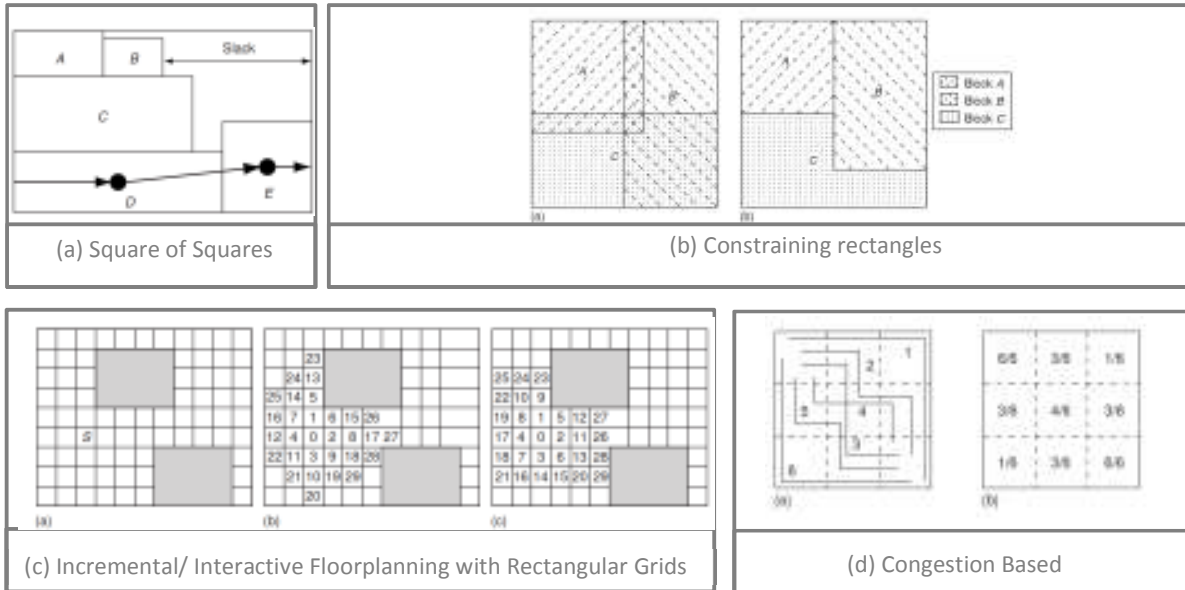 A B Slack
C
D E
(a) Square of Squares
A B C
(a)
A B C
(b)
Block A
Block B
Block C
(b) Constraining rectangles
S
(a)
23
24 13
25 14 5
16 7 1 6 15 26
12 4 0 2 8 17 27
22 11 3 9 18 28
21 10 19 29
20
(b)
25 24 23
22 10 9
19 8 1 5 12 27
17 4 0 2 11 26
18 7 3 6 13 28
21 16 14 15 20 29
(c)
(c) Incremental/ Interactive Floorplanning with Rectangular Grids
1
2
4
3
6
(a)
6/6 3/6 1/6
3/6 4/6 3/6
1/6 3/6 6/6
(b)
(d) Congestion Based